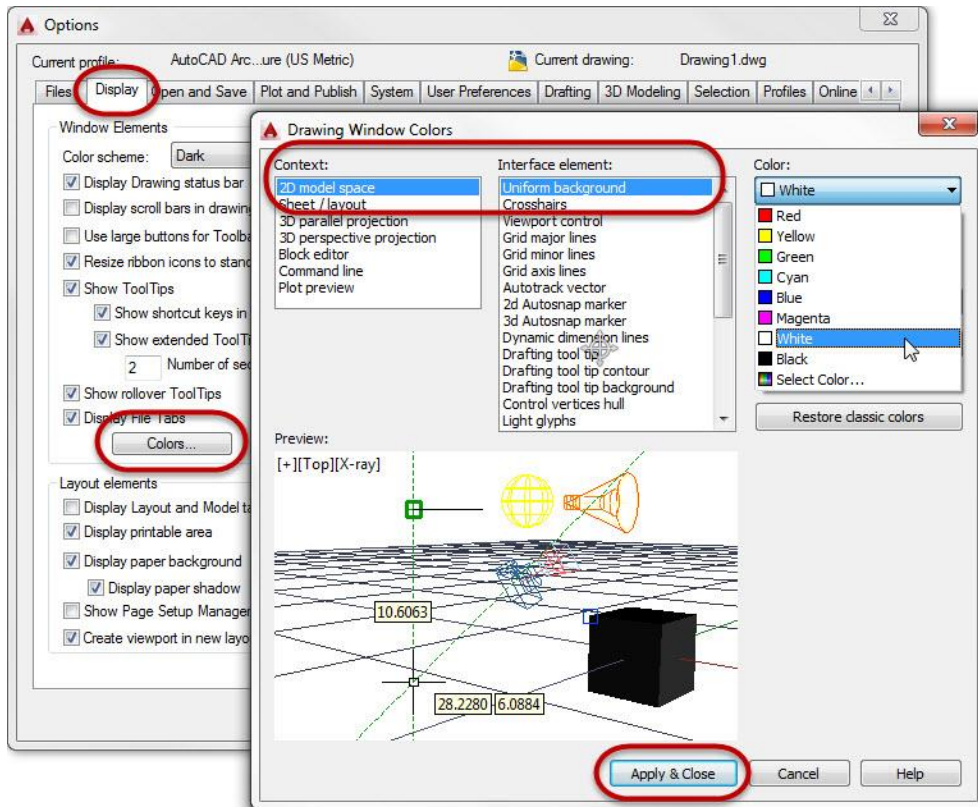 Options
Current profile: AutoCAD Arc...ure (US Metric) Current drawing: Drawing1.dwg
Files Display Open and Save Plot and Publish System User Preferences Drafting 3D Modeling Selection Profiles Online
Window Elements
Color scheme: Dark
Display Drawing status bar
Display scroll bars in drawing
Use large buttons for Toolba
Resize ribbon icons to stand
Show ToolTips
Show shortcut keys in
Show extended ToolTi
2 Number of sec
Show rollover ToolTips
Display File Tabs
Colors...
Layout elements
Display Layout and Model ta
Display printable area
Display paper background
Display paper shadow
Show Page Setup Manager
Create viewport in new layo
Drawing Window Colors
Context:
2D model space
Sheet / layout
3D parallel projection
3D perspective projection
Block editor
Command line
Plot preview
Interface element:
Uniform background
Crosshairs
Viewport control
Grid major lines
Grid minor lines
Grid axis lines
Autotrack vector
2d Autosnap marker
3d Autosnap marker
Dynamic dimension lines
Drafting tool tip
Drafting tool tip contour
Drafting tool tip background
Control vertices hull
Light glyphs
Color:
White
Red
Yellow
Green
Cyan
Blue
Magenta
White
Black
Select Color...
Restore classic colors
Preview:
[+][Top][X-ray]
10.6063
28.2280 6.0884
Apply & Close Cancel Help